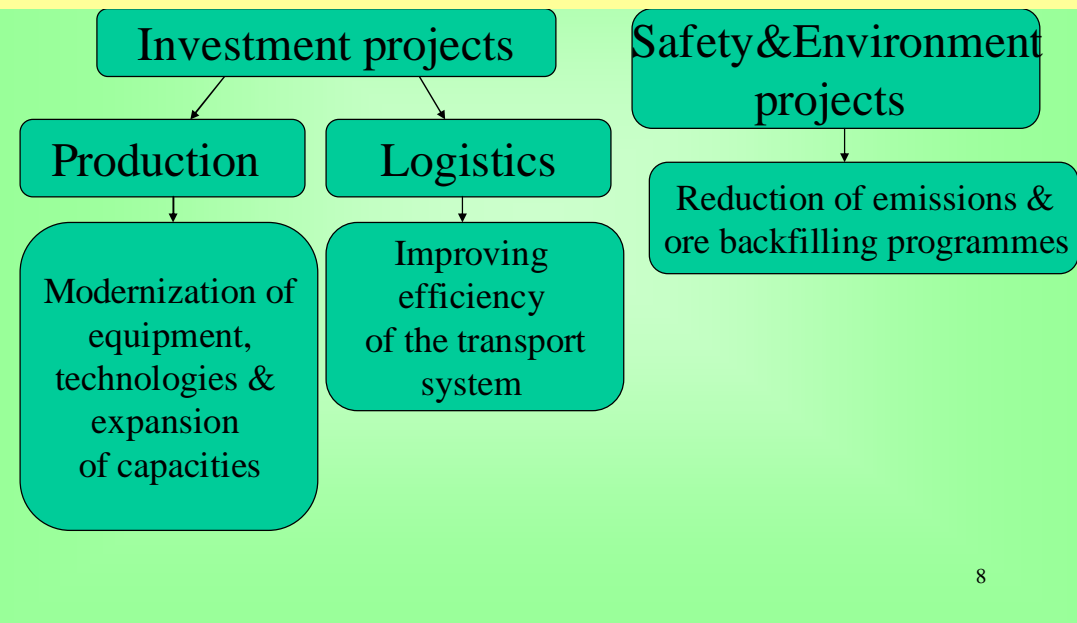 Investment projects
Safety&Environment
projects
Production
Logistics
Reduction of emissions &
ore backfilling programmes
Modernization of
equipment,
technologies &
expansion
of capacities
Improving
efficiency
of the transport
system
8